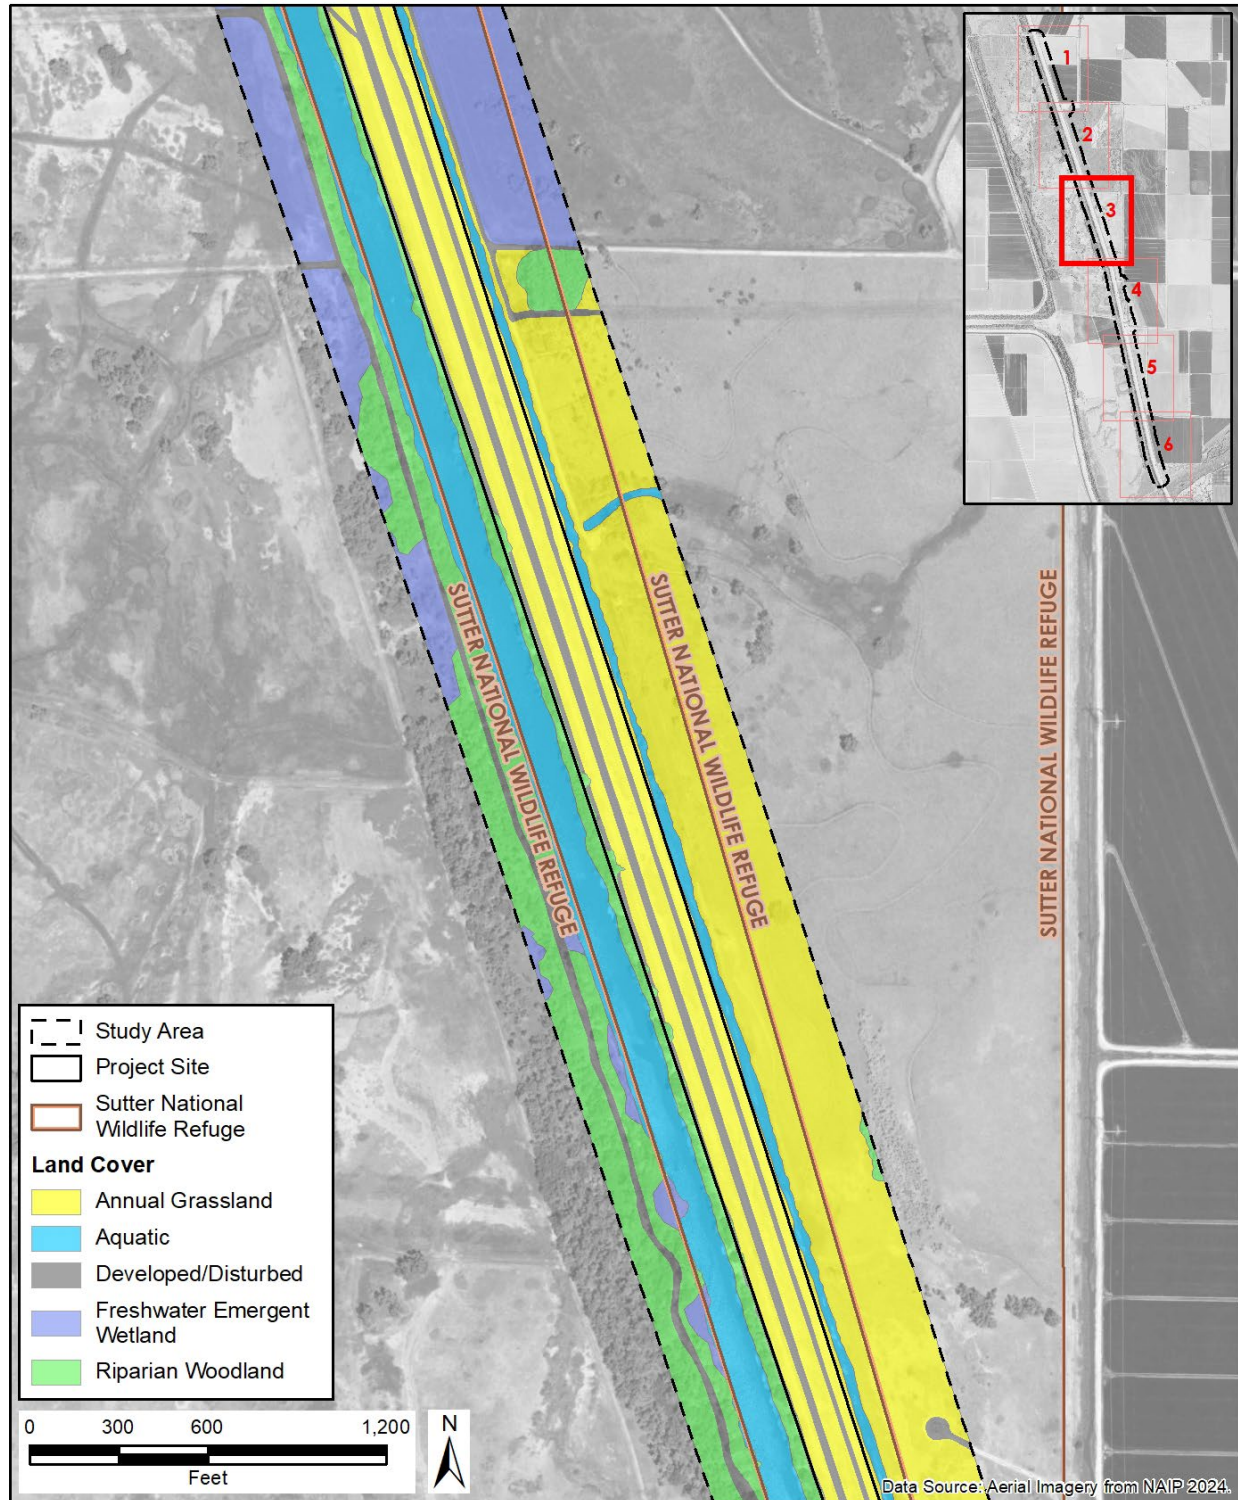 1
2
3
4
5
6
SUTTER NATIONAL WILDLIFE REFUGE
SUTTER NATIONAL WILDLIFE REFUGE
SUTTER NATIONAL WILDLIFE REFUGE
Study Area
Project Site
Sutter National
Wildlife Refuge
Land Cover
Annual Grassland
Aquatic
Developed/Disturbed
Freshwater Emergent
Wetland
Riparian Woodland
0 300 600 1,200
Feet
N
Data Source: Aerial Imagery from NAIP 2024.